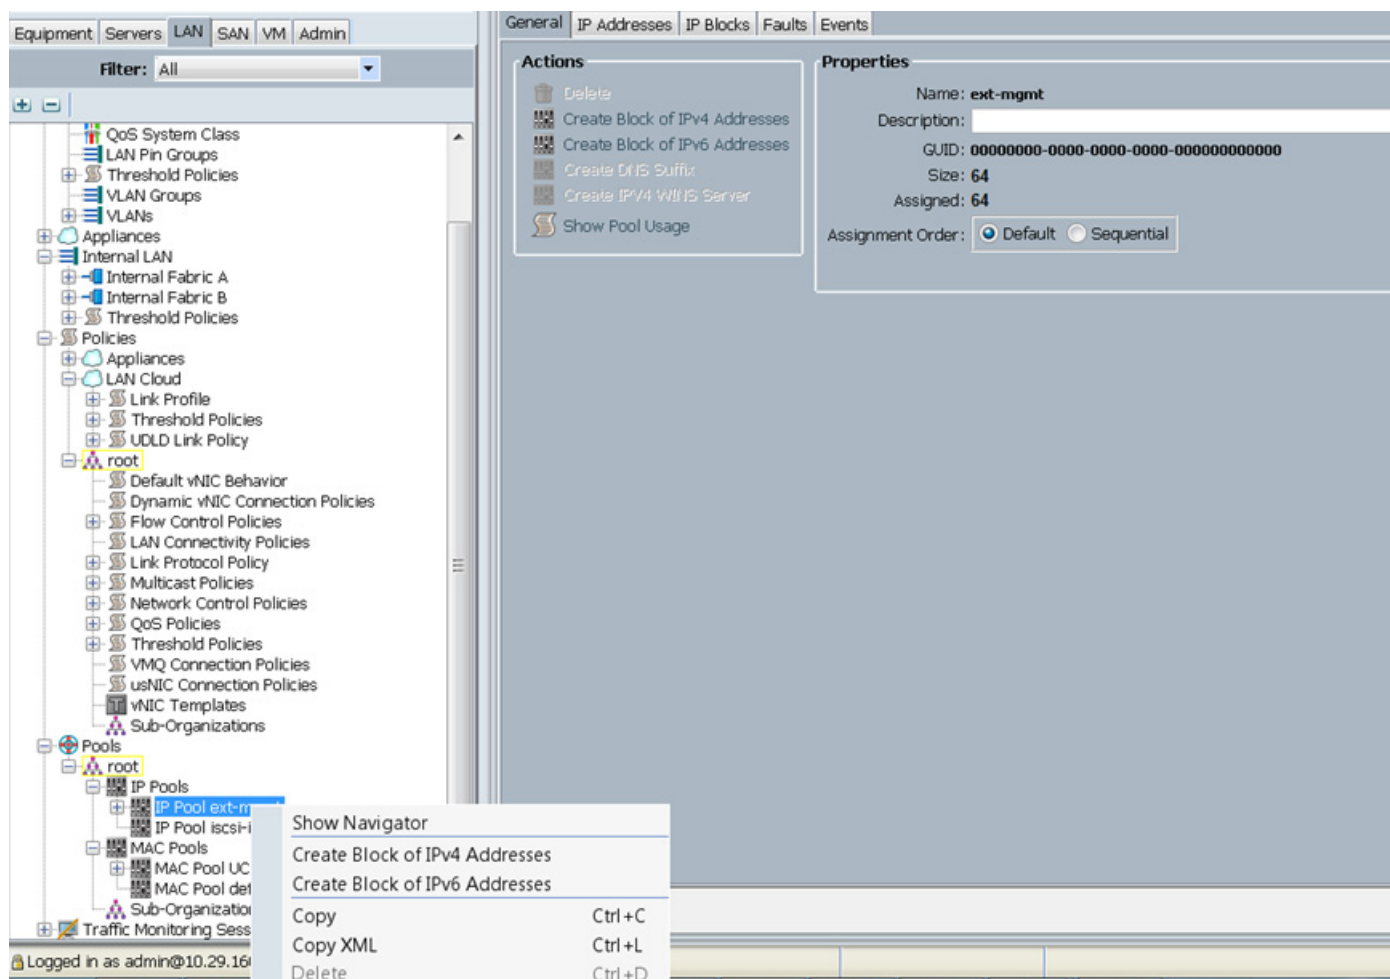 Equipment Servers LAN SAN VM Admin
Filter: All
QoS System Class
LAN Pin Groups
Threshold Policies
VLAN Groups
VLANs
Appliances
Internal LAN
Internal Fabric A
Internal Fabric B
Threshold Policies
Policies
Appliances
LAN Cloud
Link Profile
Threshold Policies
UDLD Link Policy
root
Default vNIC Behavior
Dynamic vNIC Connection Policies
Flow Control Policies
LAN Connectivity Policies
Link Protocol Policy
Multicast Policies
Network Control Policies
QoS Policies
Threshold Policies
VMQ Connection Policies
usNIC Connection Policies
vNIC Templates
Sub-Organizations
Pools
root
IP Pools
IP Pool ext-m
IP Pool iscsi-i
MAC Pools
MAC Pool UC
MAC Pool def
Sub-Organization
Traffic Monitoring Sess
Logged in as admin@10.29.16
General IP Addresses IP Blocks Faults Events
Actions
Delete
Create Block of IPv4 Addresses
Create Block of IPv6 Addresses
Create DNS Suffix
Create IPV4 WINS Server
Show Pool Usage
Properties
Name: ext-mgmt
Description:
GUID: 00000000-0000-0000-0000-000000000000
Size: 64
Assigned: 64
Assignment Order: Default Sequential
Show Navigator
Create Block of IPv4 Addresses
Create Block of IPv6 Addresses
Copy Ctrl+C
Copy XML Ctrl+L
Delete Ctrl+D